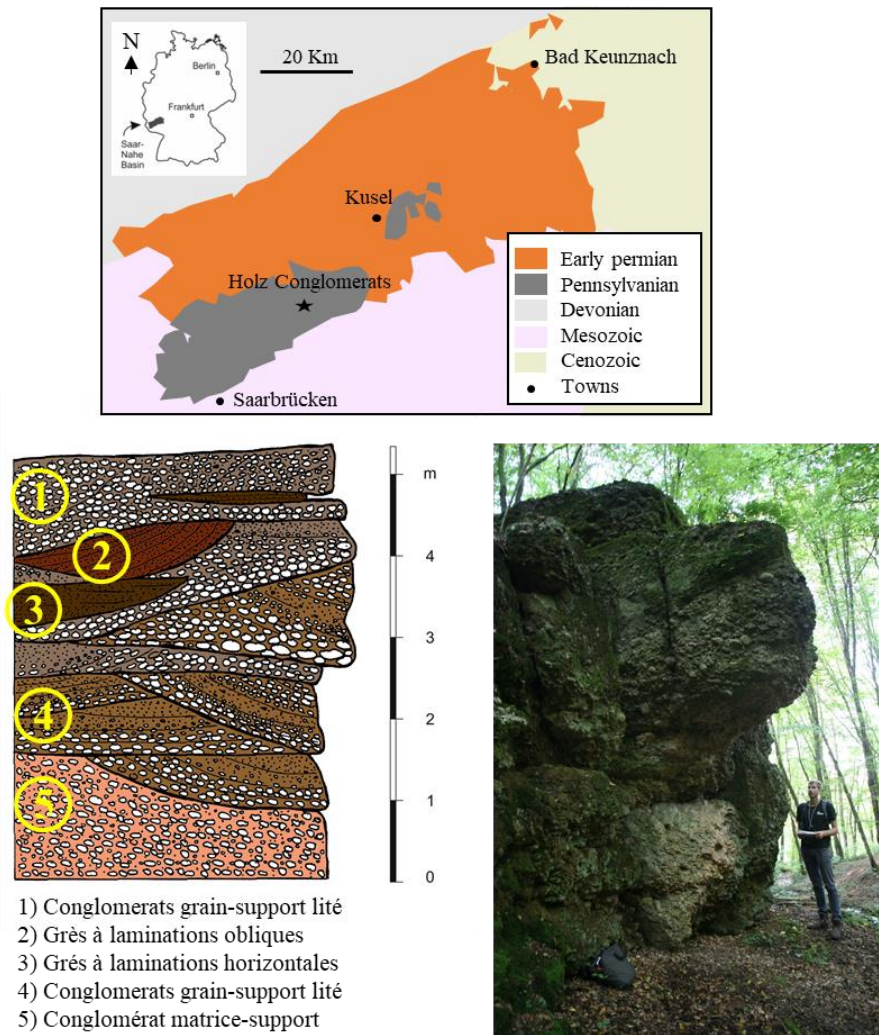 N
20 Km
Berlin
Frankfurt
Saar-
Nahe
Basin
Bad Keunznach
Kusel
Holz Conglomerats
Saarbrücken
Early permian
Pennsylvanian
Devonian
Mesozoic
Cenozoic
Towns
m
4
3
2
1
0
1
2
3
4
5
1) Conglomerats grain-support lité
2) Grès à laminations obliques
3) Grés à laminations horizontales
4) Conglomerats grain-support lité
5) Conglomérat matrice-support